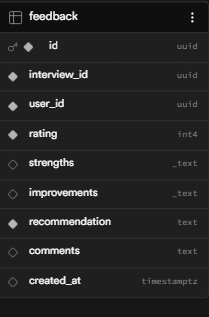 feedback
id uuid
interview_id uuid
user_id uuid
rating int4
strengths _text
improvements _text
recommendation text
comments text
created_at timestamptz